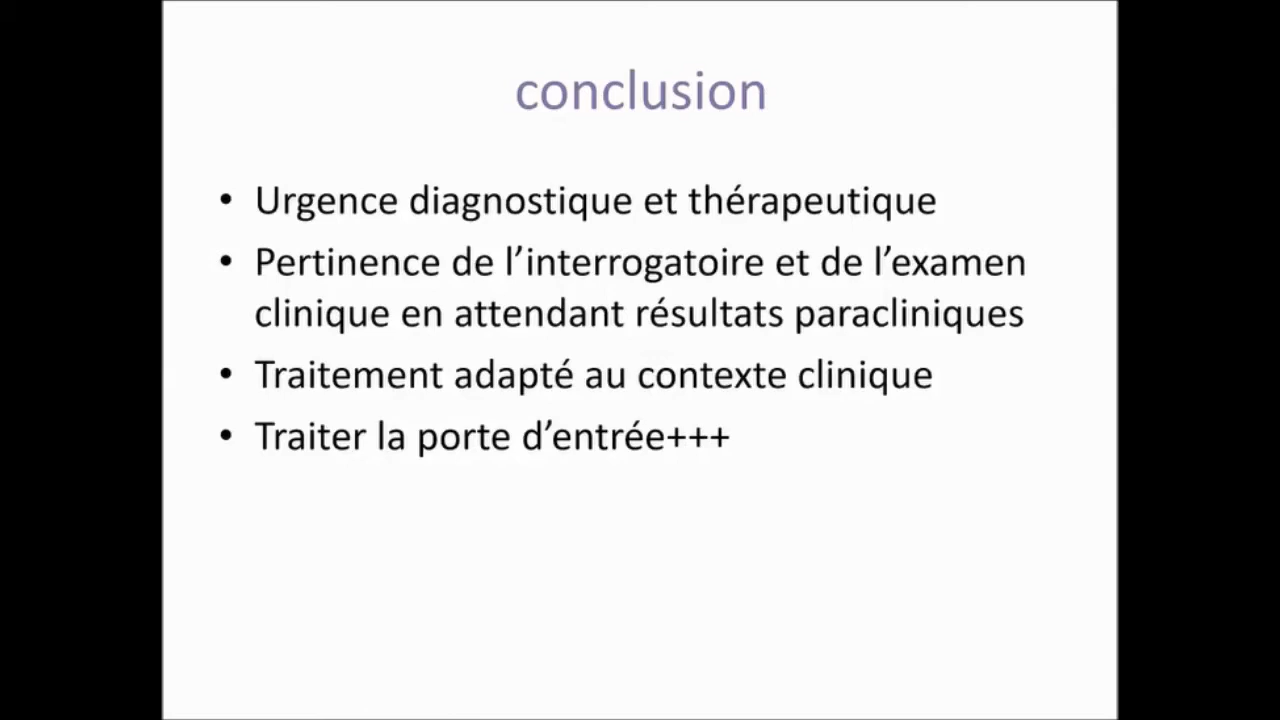 conclusion
• Urgence diagnostique et thérapeutique
• Pertinence de l’interrogatoire et de l’examen
clinique en attendant résultats paracliniques
• Traitement adapté au contexte clinique
• Traiter la porte d’entrée+++